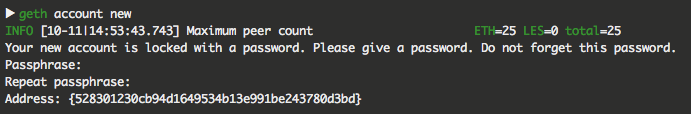 ▶ geth account new
INFO [10-11|14:53:43.743] Maximum peer count ETH=25 LES=0 total=25
Your new account is locked with a password. Please give a password. Do not forget this password.
Passphrase:
Repeat passphrase:
Address: {528301230cb94d1649534b13e991be243780d3bd}